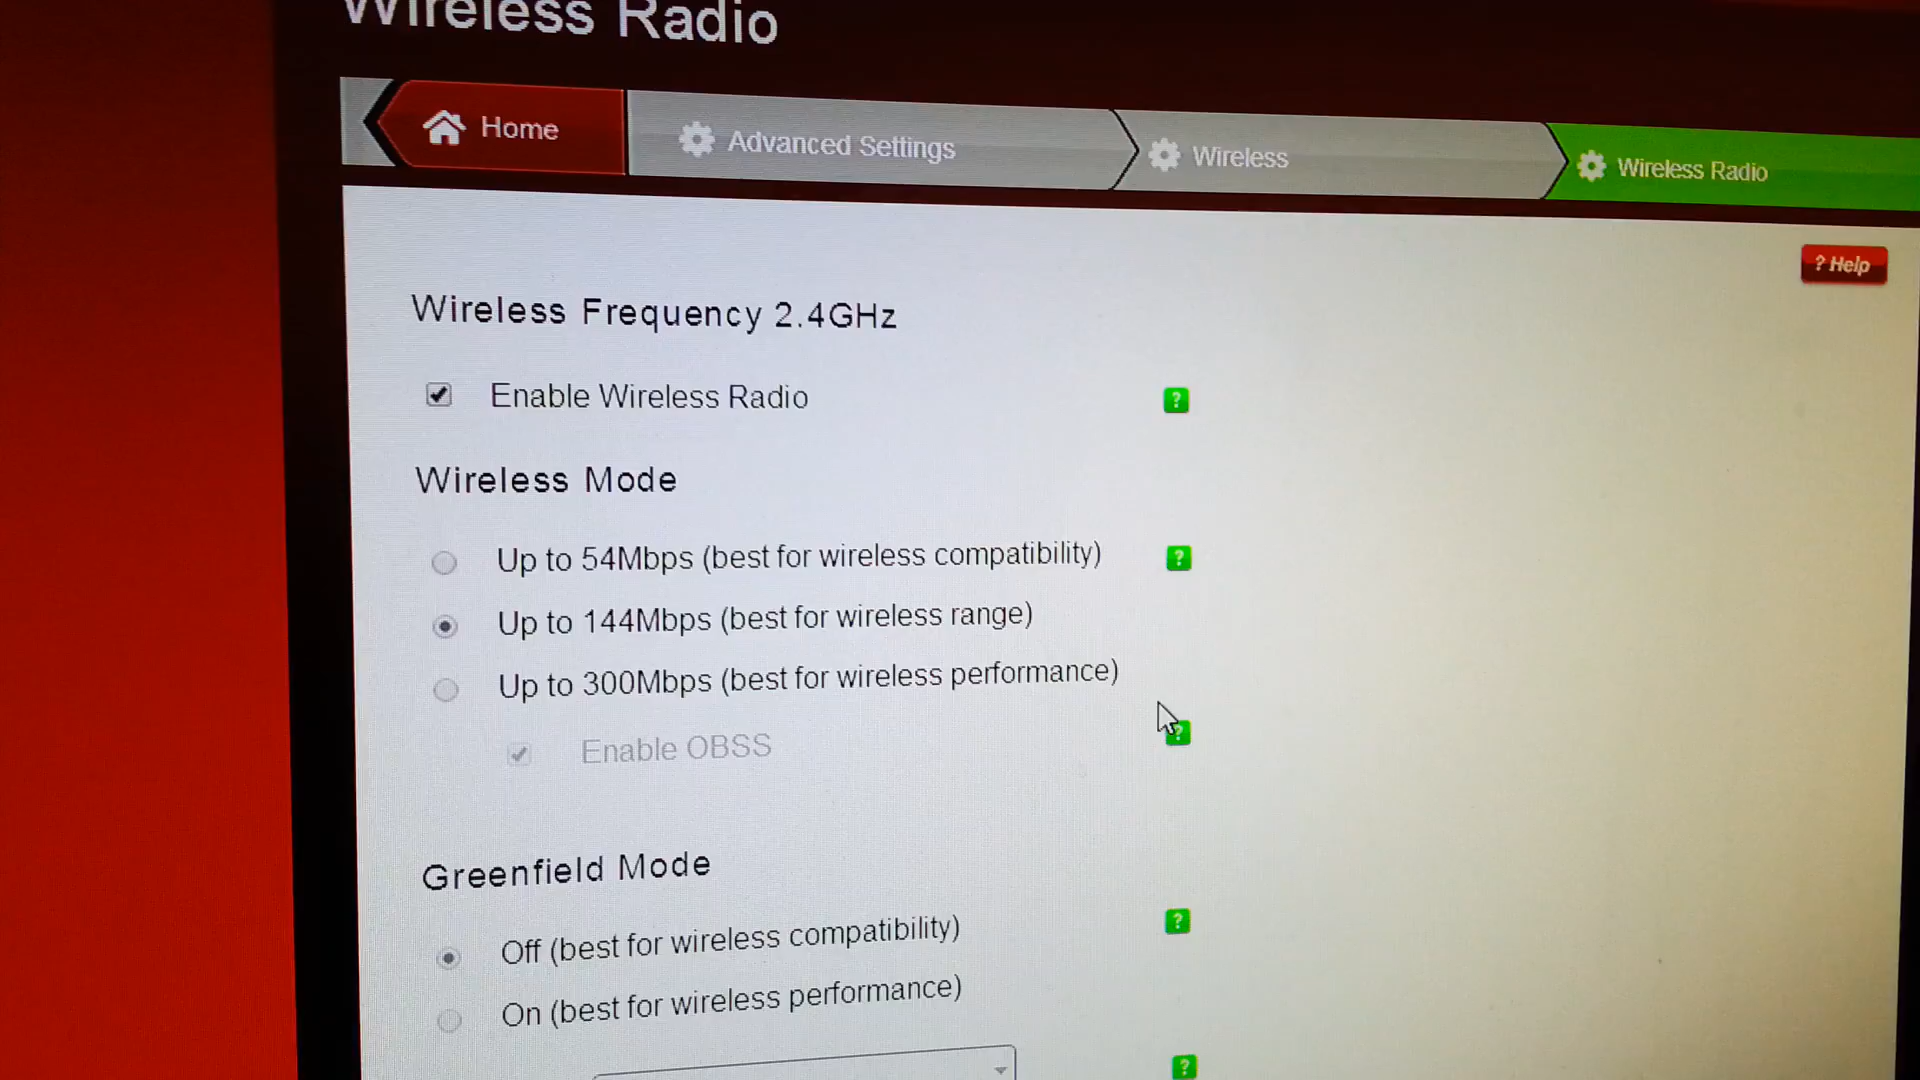 Wireless Radio
Home
Advanced Settings
Wireless
Wireless Radio
? Help
Wireless Frequency 2.4GHz
Enable Wireless Radio
?
Wireless Mode
Up to 54Mbps (best for wireless compatibility)
?
Up to 144Mbps (best for wireless range)
Up to 300Mbps (best for wireless performance)
Enable OBSS
?
Greenfield Mode
Off (best for wireless compatibility)
?
On (best for wireless performance)
?